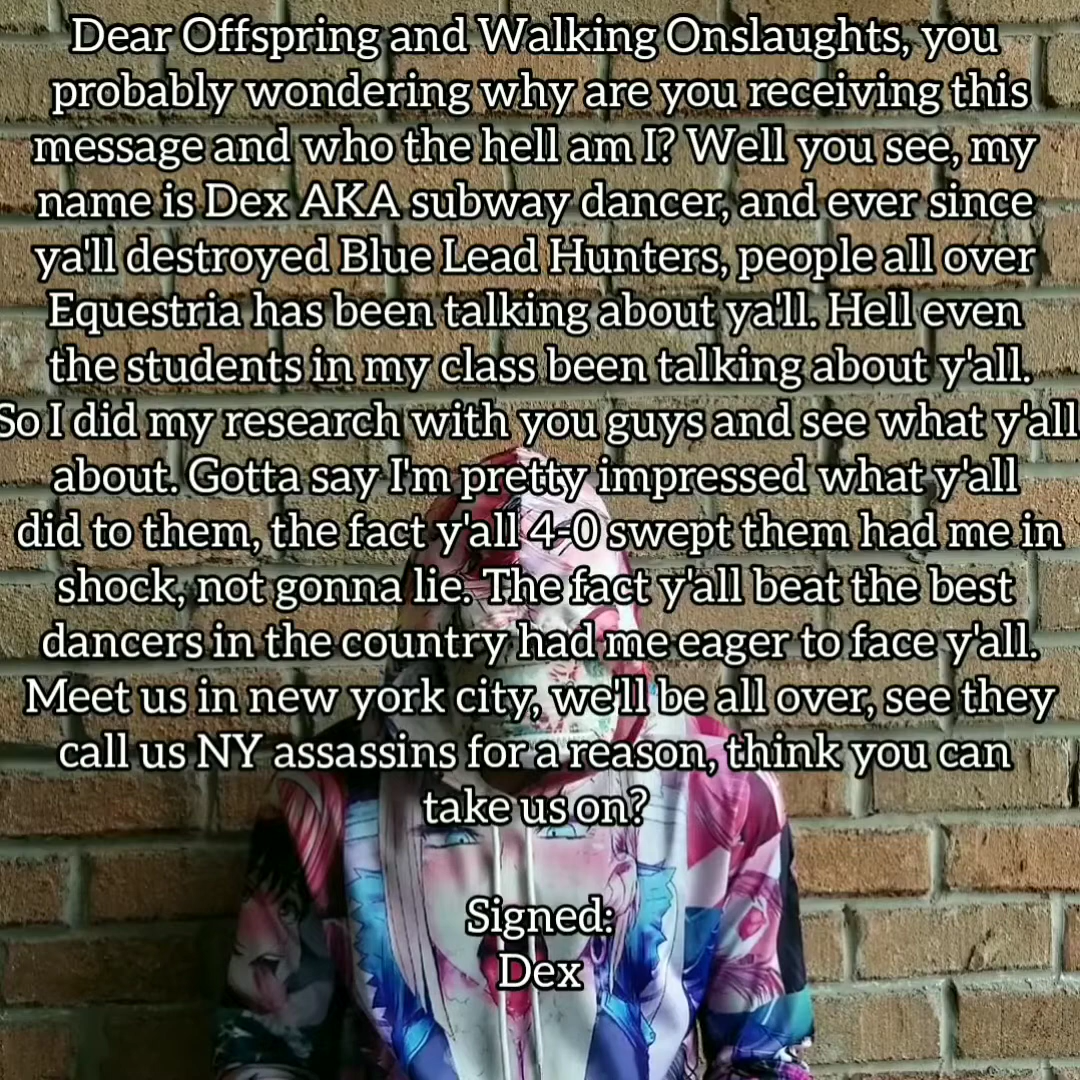 Dear Offspring and Walking Onslaughts, you
probably wondering why are you receiving this
message and who the hell am I? Well you see, my
name is Dex AKA subway dancer, and ever since
ya'll destroyed Blue Lead Hunters, people all over
Equestria has been talking about ya'll. Hell even
the students in my class been talking about y'all.
So I did my research with you guys and see what y'all
about. Gotta say I'm pretty impressed what y'all
did to them, the fact y'all 4-0 swept them had me in
shock, not gonna lie. The fact y'all beat the best
dancers in the country had me eager to face y'all.
Meet us in new york city, we'll be all over, see they
call us NY assassins for a reason, think you can
take us on?
Signed:
Dex